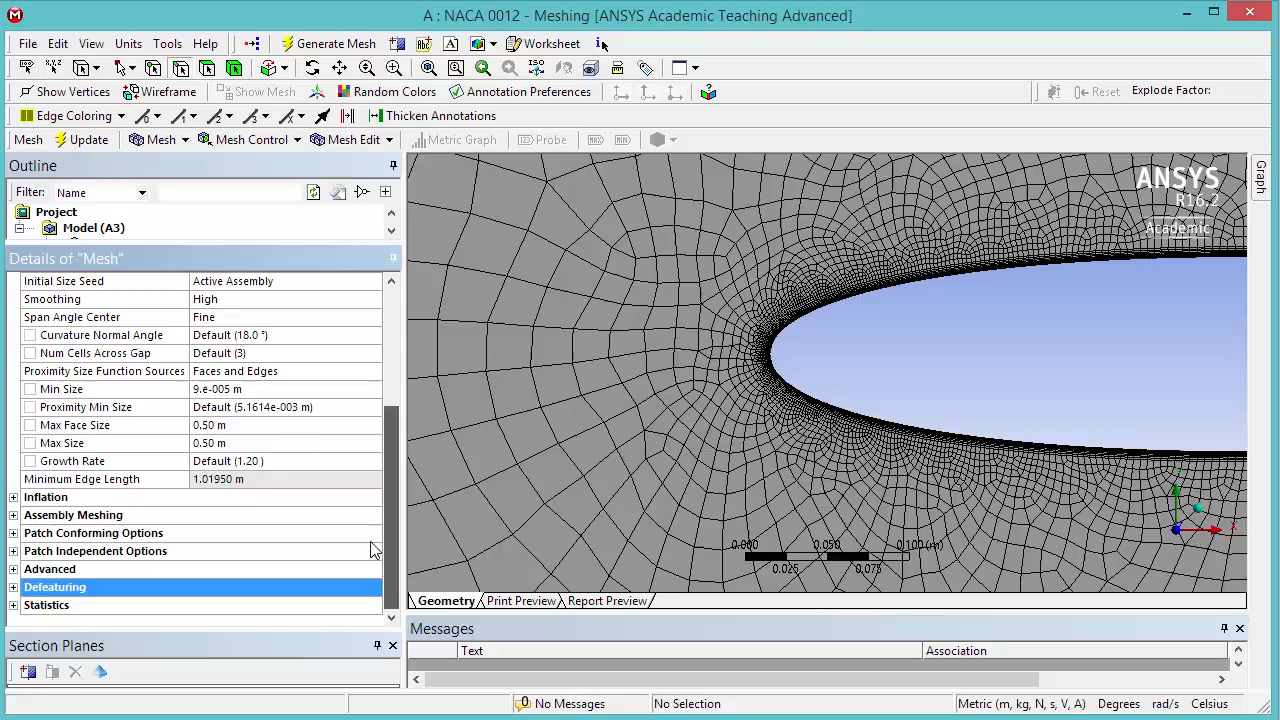 A : NACA 0012 - Meshing [ANSYS Academic Teaching Advanced]
File Edit View Units Tools Help Generate Mesh Worksheet
Show Vertices Wireframe Show Mesh Random Colors Annotation Preferences Reset Explode Factor:
Edge Coloring Thicken Annotations
Mesh Update Mesh Mesh Control Mesh Edit Metric Graph Probe
Outline
Filter: Name
Project
Model (A3)
Details of "Mesh"
Initial Size Seed Active Assembly
Smoothing High
Span Angle Center Fine
Curvature Normal Angle Default (18.0 °)
Num Cells Across Gap Default (3)
Proximity Size Function Sources Faces and Edges
Min Size 9.e-005 m
Proximity Min Size Default (5.1614e-003 m)
Max Face Size 0.50 m
Max Size 0.50 m
Growth Rate Default (1.20 )
Minimum Edge Length 1.01950 m
Inflation
Assembly Meshing
Patch Conforming Options
Patch Independent Options
Advanced
Defeaturing
Statistics
Section Planes
ANSYS
R16.2
Academic
Graph
0.000 0.050 0.100 (m)
0.025 0.075
X
Geometry Print Preview Report Preview
Messages
Text Association
No Messages No Selection Metric (m, kg, N, s, V, A) Degrees rad/s Celsius